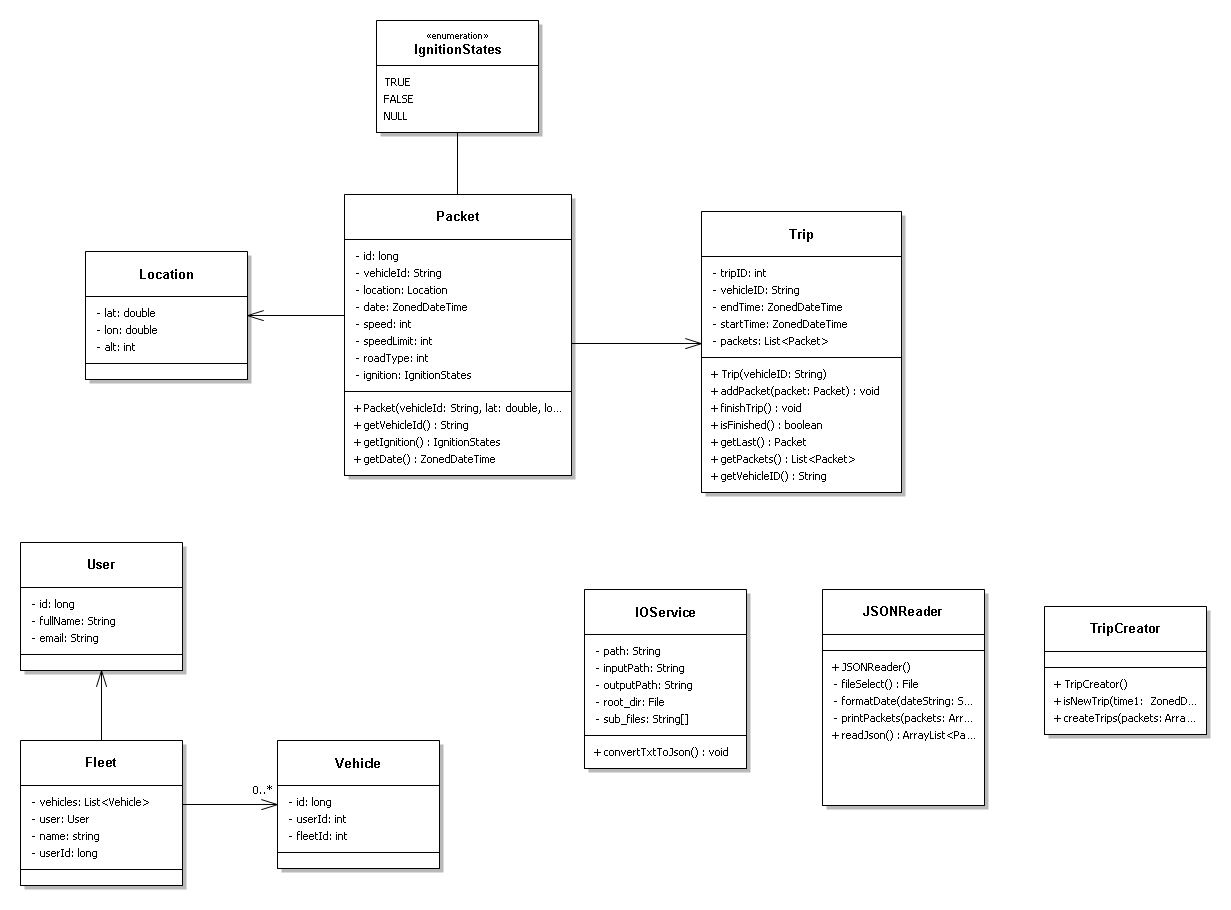 «enumeration»
IgnitionStates
TRUE
FALSE
NULL
Packet
- id: long
- vehicleId: String
- location: Location
- date: ZonedDateTime
- speed: int
- speedLimit: int
- roadType: int
- ignition: IgnitionStates
+ Packet(vehicleId: String, lat: double, lo...
+ getVehicleId() : String
+ getIgnition() : IgnitionStates
+ getDate() : ZonedDateTime
Trip
- tripID: int
- vehicleID: String
- endTime: ZonedDateTime
- startTime: ZonedDateTime
- packets: List<Packet>
+ Trip(vehicleID: String)
+ addPacket(packet: Packet) : void
+ finishTrip() : void
+ isFinished() : boolean
+ getLast() : Packet
+ getPackets() : List<Packet>
+ getVehicleID() : String
Location
- lat: double
- lon: double
- alt: int
User
- id: long
- fullName: String
- email: String
Fleet
- vehicles: List<Vehicle>
- user: User
- name: string
- userId: long
0..*
Vehicle
- id: long
- userId: int
- fleetId: int
IOService
- path: String
- inputPath: String
- outputPath: String
- root_dir: File
- sub_files: String[]
+ convertTxtToJson() : void
JSONReader
+ JSONReader()
- fileSelect() : File
- formatDate(dateString: S...
- printPackets(packets: Arr...
+ readJson() : ArrayList<Pa...
TripCreator
+ TripCreator()
+ isNewTrip(time1: ZonedD...
+ createTrips(packets: Arra...